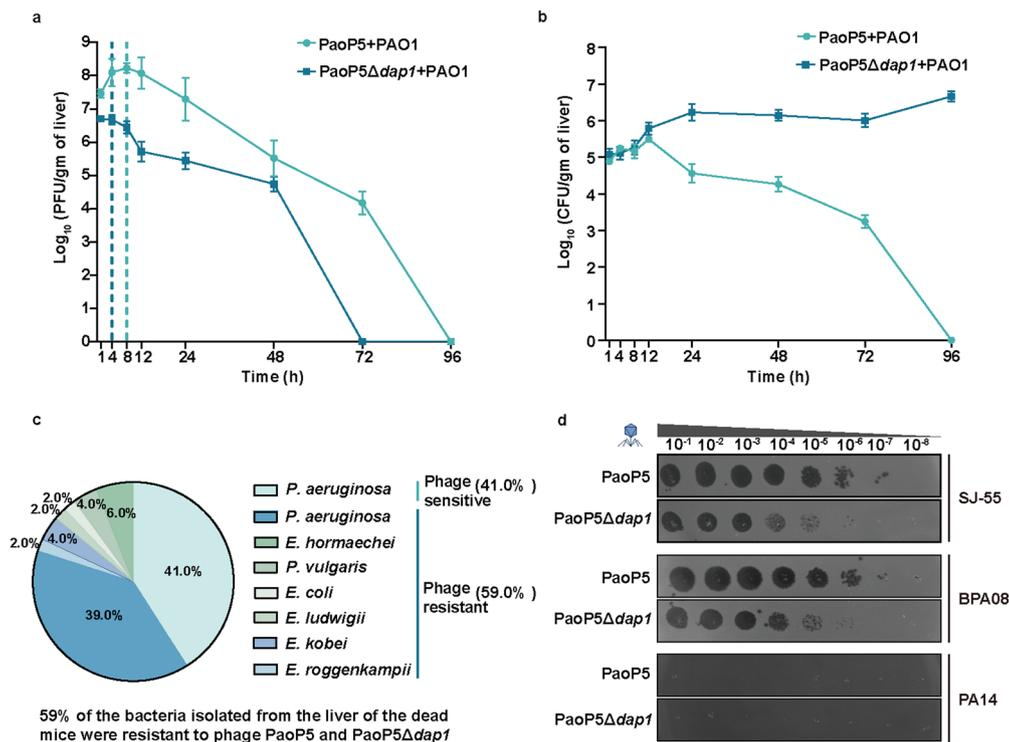 a
9
8
7
6
5
4
3
2
1
0
Log10 (PFU/gm of liver)
PaoP5+PAO1
PaoP5Δdap1+PAO1
1 4 8 12 24 48 72 96
Time (h)
b
8
7
6
5
4
3
2
1
0
Log10 (CFU/gm of liver)
PaoP5+PAO1
PaoP5Δdap1+PAO1
1 4 8 12 24 48 72 96
Time (h)
c
2.0%
2.0%
4.0%
6.0%
2.0%
4.0%
41.0%
39.0%
P. aeruginosa
P. aeruginosa
E. hormaechei
P. vulgaris
E. coli
E. ludwigii
E. kobei
E. roggenkampii
Phage (41.0% )
sensitive
Phage (59.0% )
resistant
59% of the bacteria isolated from the liver of the dead
mice were resistant to phage PaoP5 and PaoP5Δdap1
d
10-1 10-2 10-3 10-4 10-5 10-6 10-7 10-8
PaoP5
PaoP5Δdap1
SJ-55
PaoP5
PaoP5Δdap1
BPA08
PaoP5
PaoP5Δdap1
PA14